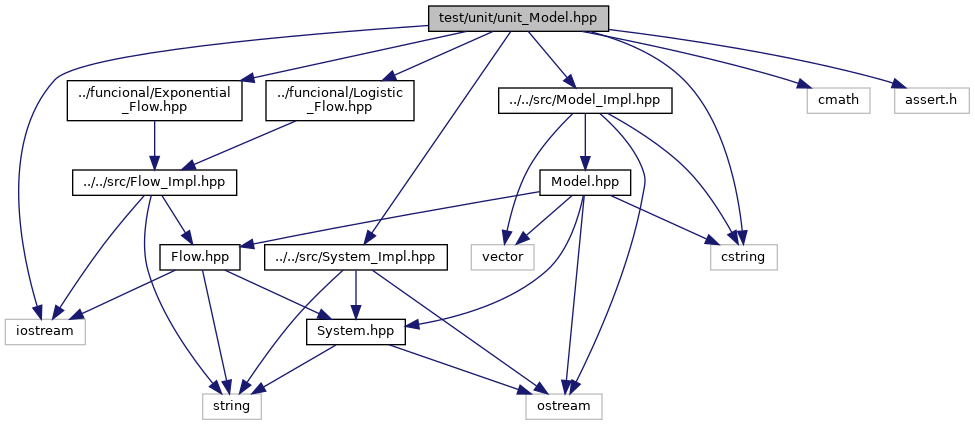 test/unit/unit_Model.hpp
../funcional/Exponential
_Flow.hpp
../funcional/Logistic
_Flow.hpp
../../src/Model_Impl.hpp
cmath
assert.h
../../src/Flow_Impl.hpp
Model.hpp
Flow.hpp
../../src/System_Impl.hpp
vector
cstring
iostream
System.hpp
string
ostream